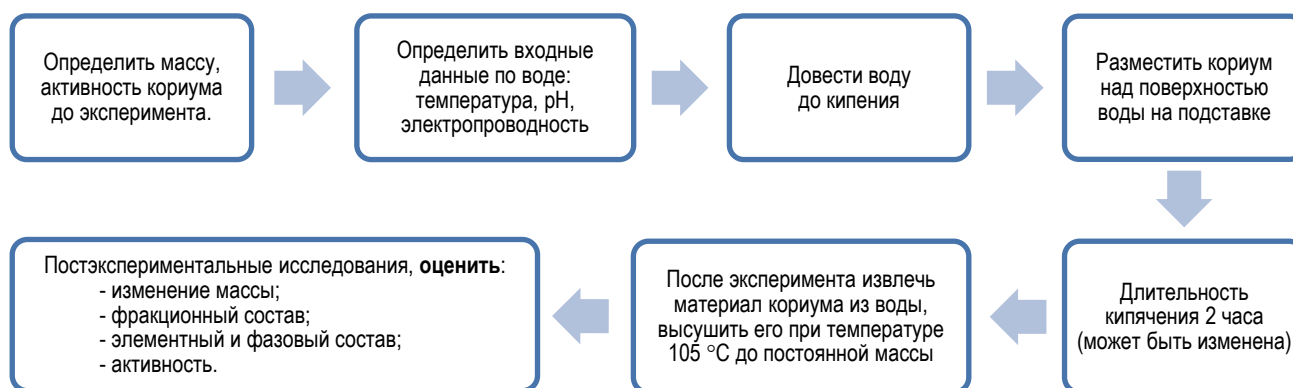 Определить массу,
активность кориума
до эксперимента.
Определить входные
данные по воде:
температура, pH,
электропроводность
Довести воду
до кипения
Разместить кориум
над поверхностью
воды на подставке
Длительность
кипячения 2 часа
(может быть изменена)
После эксперимента извлечь
материал кориума из воды,
высушить его при температуре
105 °C до постоянной массы
Постэкспериментальные исследования, оценить:
- изменение массы;
- фракционный состав;
- элементный и фазовый состав;
- активность.